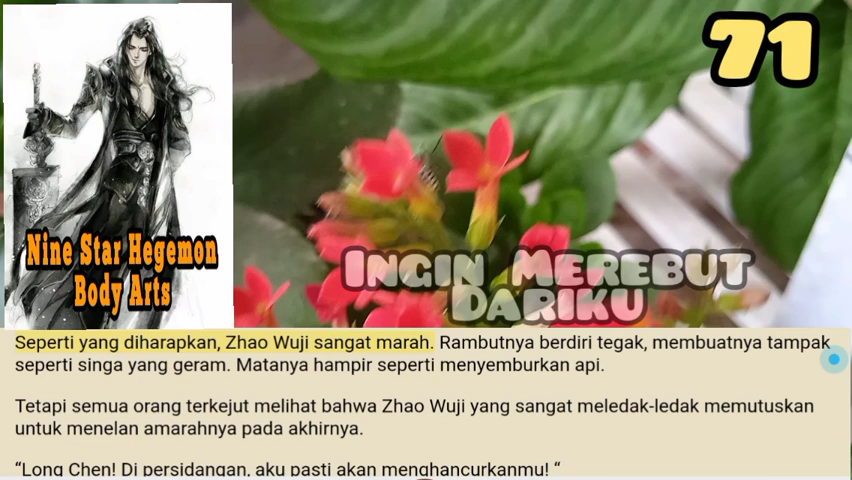 71
Nine Star Hegemon
Body Arts
Ingin Merebut
Dariku
Seperti yang diharapkan, Zhao Wuji sangat marah. Rambutnya berdiri tegak, membuatnya tampak
seperti singa yang geram. Matanya hampir seperti menyemburkan api.
Tetapi semua orang terkejut melihat bahwa Zhao Wuji yang sangat meledak-ledak memutuskan
untuk menelan amarahnya pada akhirnya.
“Long Chen! Di persidangan, aku pasti akan menghancurkanmu! “